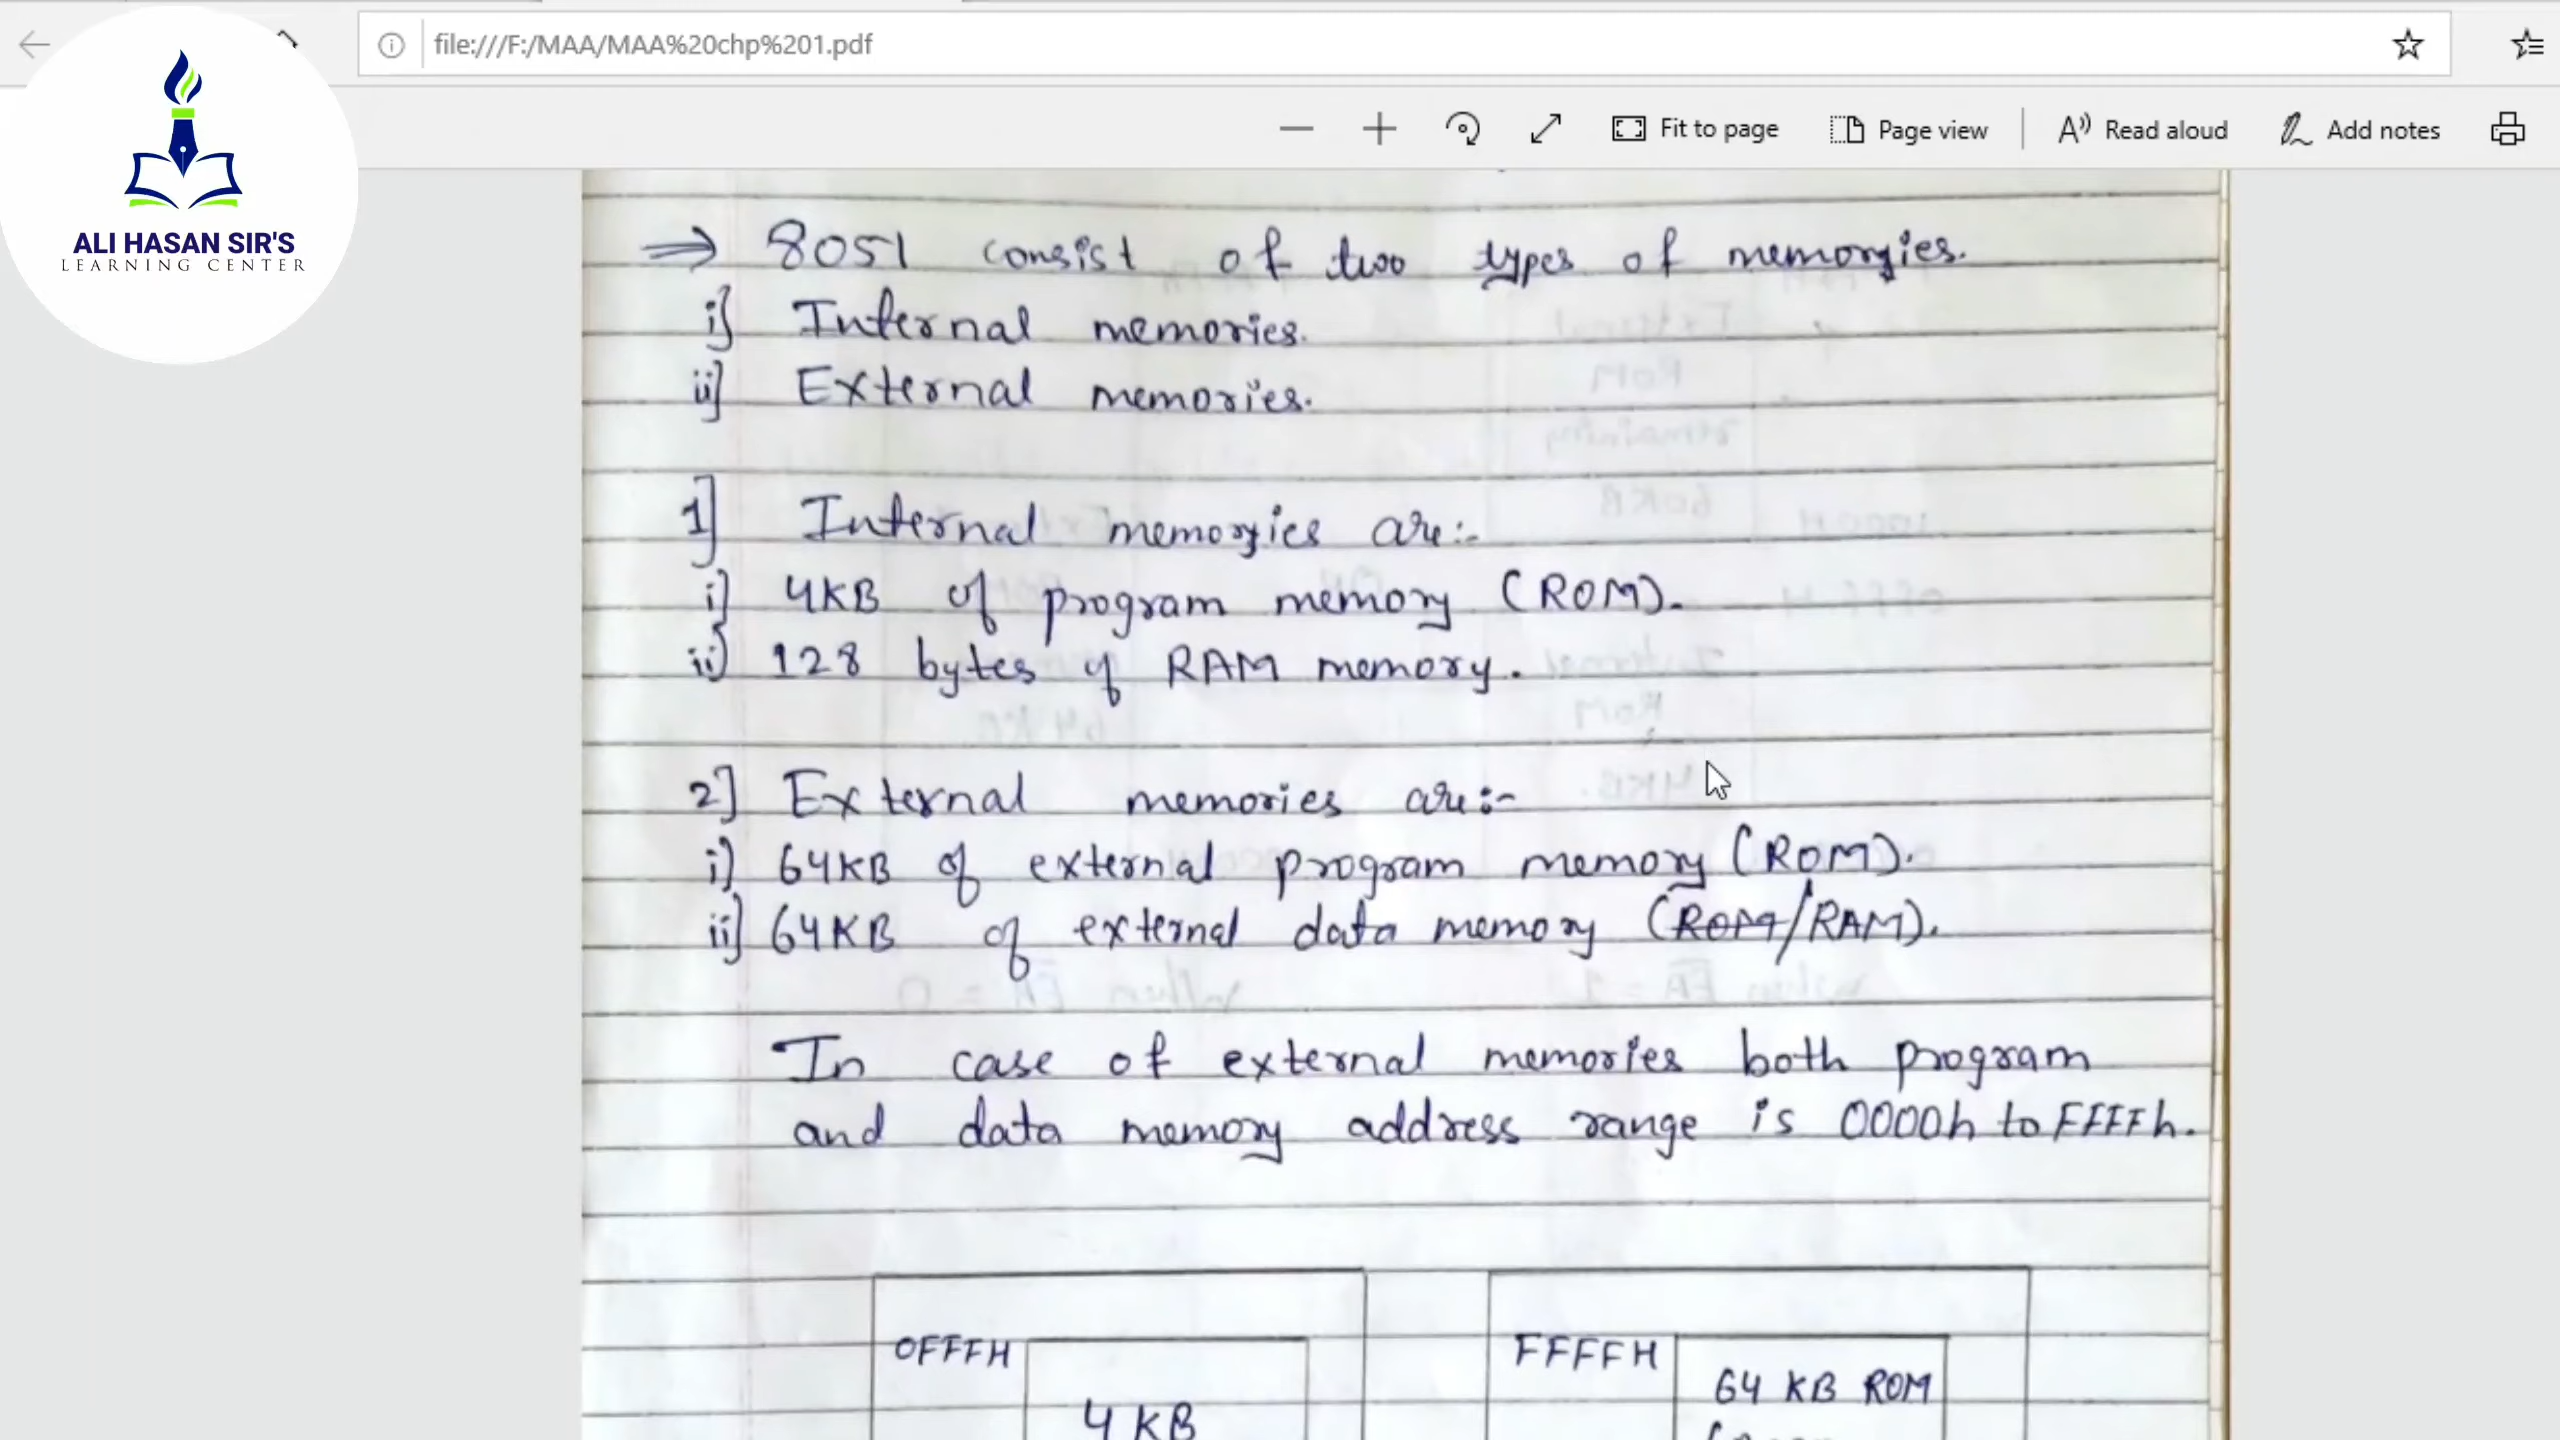 file:///F:/MAA/MAA%20chp%201.pdf
Fit to page
Page view
Read aloud
Add notes
ALI HASAN SIR'S
LEARNING CENTER
⇒ 8051 consist of two types of memories.
i] Internal memories.
ii] External memories.
1] Internal memories are:-
i] 4KB of program memory (ROM).
ii) 128 bytes of RAM memory.
2] External memories are:-
i) 64KB of external program memory (ROM).
ii] 64KB of external data memory (ROM/RAM).
In case of external memories both program
and data memory address range is 0000h to FFFFh.
0FFFH
4 KB
FFFFH
64 KB ROM